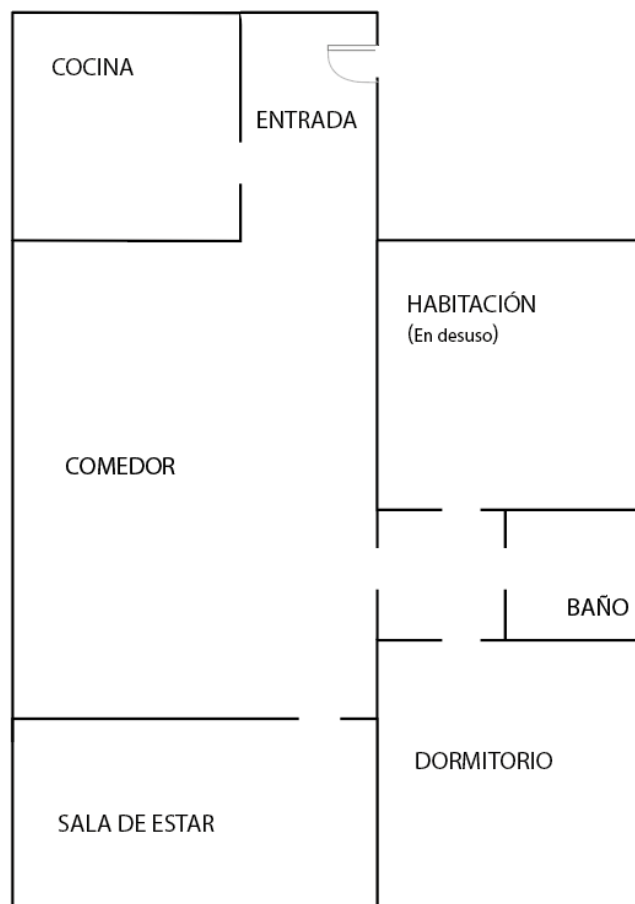 COCINA
ENTRADA
HABITACIÓN
(En desuso)
COMEDOR
BAÑO
DORMITORIO
SALA DE ESTAR